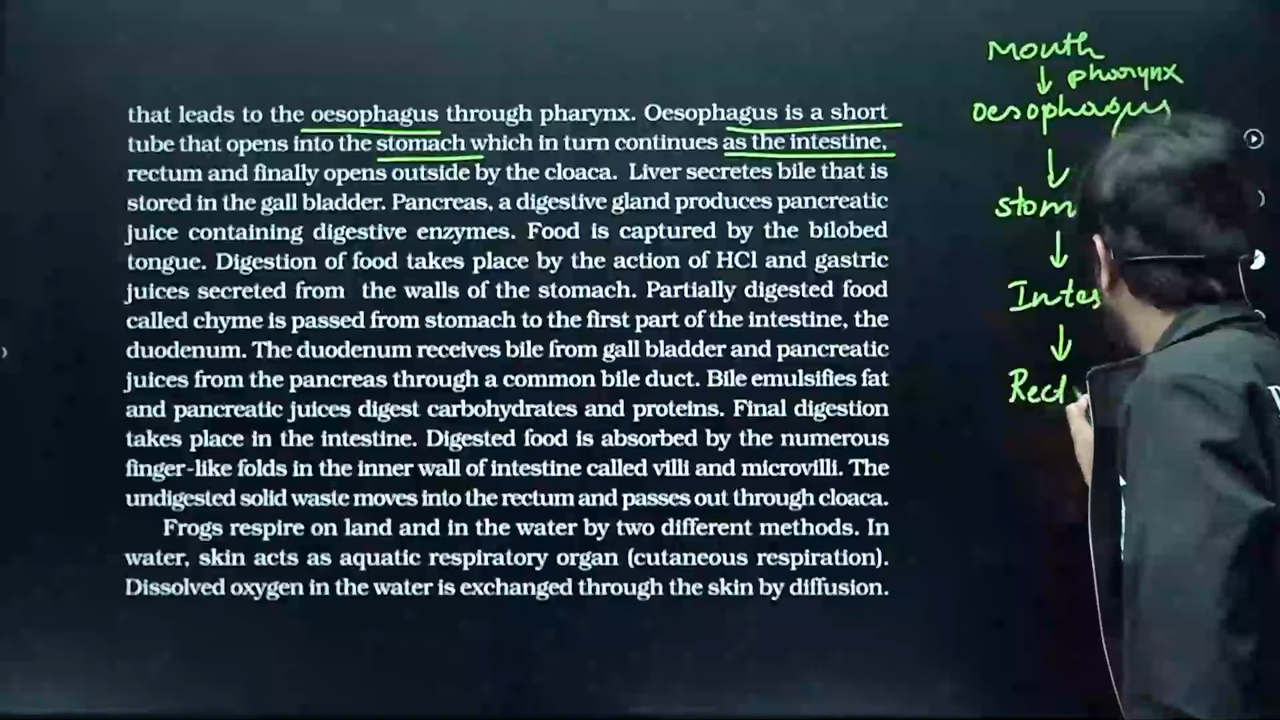 that leads to the oesophagus through pharynx. Oesophagus is a short
tube that opens into the stomach which in turn continues as the intestine,
rectum and finally opens outside by the cloaca. Liver secretes bile that is
stored in the gall bladder. Pancreas, a digestive gland produces pancreatic
juice containing digestive enzymes. Food is captured by the bilobed
tongue. Digestion of food takes place by the action of HCl and gastric
juices secreted from the walls of the stomach. Partially digested food
called chyme is passed from stomach to the first part of the intestine, the
duodenum. The duodenum receives bile from gall bladder and pancreatic
juices from the pancreas through a common bile duct. Bile emulsifies fat
and pancreatic juices digest carbohydrates and proteins. Final digestion
takes place in the intestine. Digested food is absorbed by the numerous
finger-like folds in the inner wall of intestine called villi and microvilli. The
undigested solid waste moves into the rectum and passes out through cloaca.
Frogs respire on land and in the water by two different methods. In
water, skin acts as aquatic respiratory organ (cutaneous respiration).
Dissolved oxygen in the water is exchanged through the skin by diffusion.
Mouth
pharynx
Oesophagus
stom
Intes
Rect